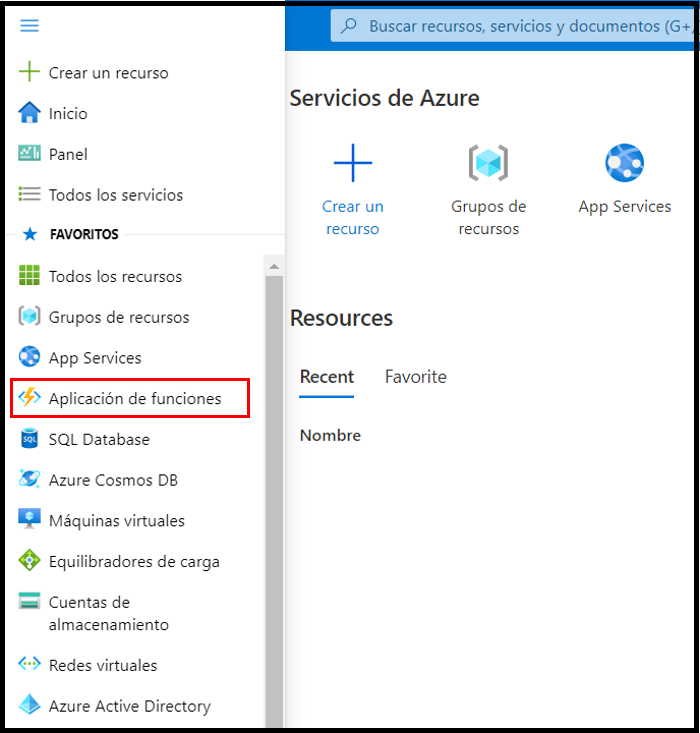 Buscar recursos, servicios y documentos (G+/
Crear un recurso
Inicio
Panel
Todos los servicios
FAVORITOS
Todos los recursos
Grupos de recursos
App Services
Aplicación de funciones
SQL Database
Azure Cosmos DB
Máquinas virtuales
Equilibradores de carga
Cuentas de
almacenamiento
Redes virtuales
Azure Active Directory
Servicios de Azure
Crear un
recurso
Grupos de
recursos
App Services
Resources
Recent
Favorite
Nombre